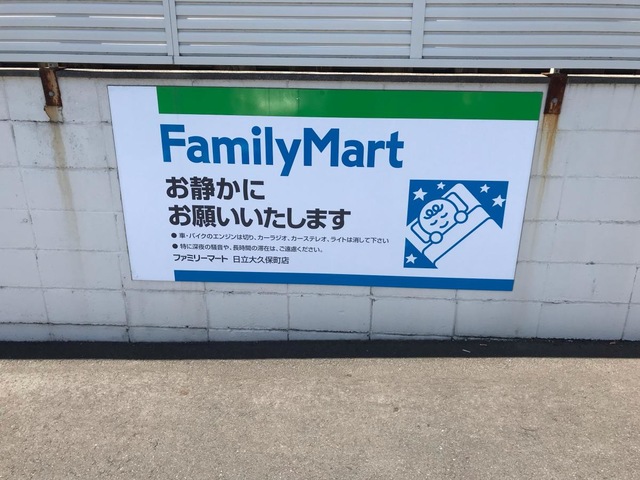 FamilyMart
お静かに
お願いいたします
● 車・バイクのエンジンは切り、カーラジオ、カーステレオ、ライトは消して下さい
● 特に深夜の騒音や、長時間の滞在は、ご遠慮ください。
ファミリーマート 日立大久保町店